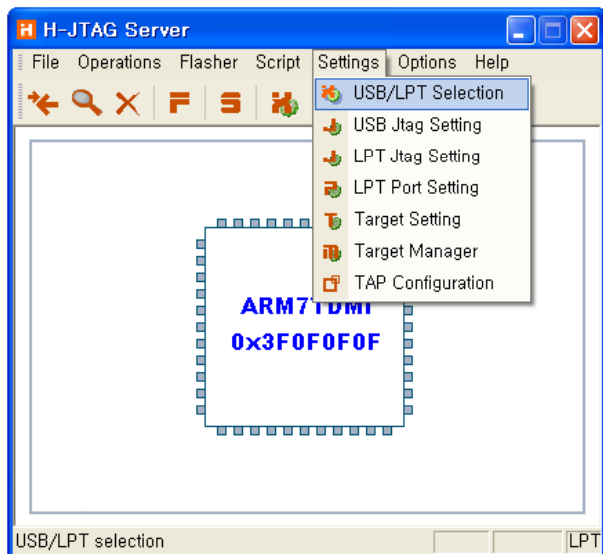 H-JTAG Server
File Operations Flasher Script Settings Options Help
USB/LPT Selection
USB Jtag Setting
LPT Jtag Setting
LPT Port Setting
Target Setting
Target Manager
TAP Configuration
ARM7TDMI
0x3F0F0F0F
USB/LPT selection LPT